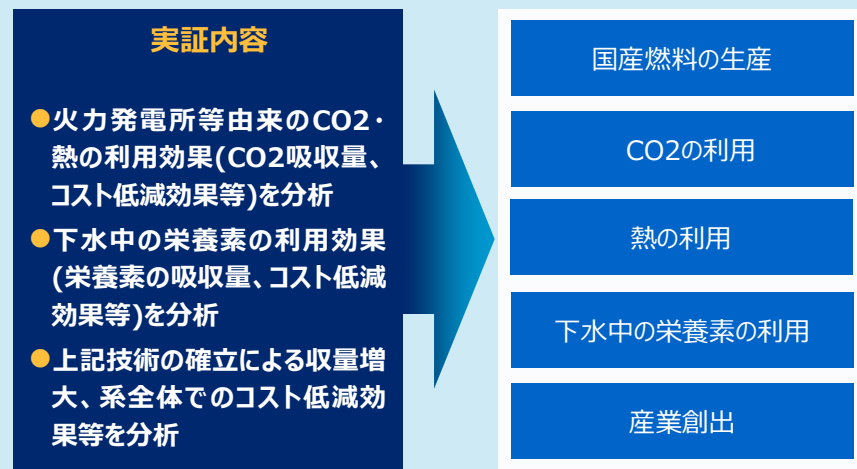 実証内容
●火力発電所等由来のCO2・
熱の利用効果(CO2吸収量、
コスト低減効果等)を分析
●下水中の栄養素の利用効果
(栄養素の吸収量、コスト低減
効果等)を分析
●上記技術の確立による収量増
大、系全体でのコスト低減効
果等を分析
国産燃料の生産
CO2の利用
熱の利用
下水中の栄養素の利用
産業創出